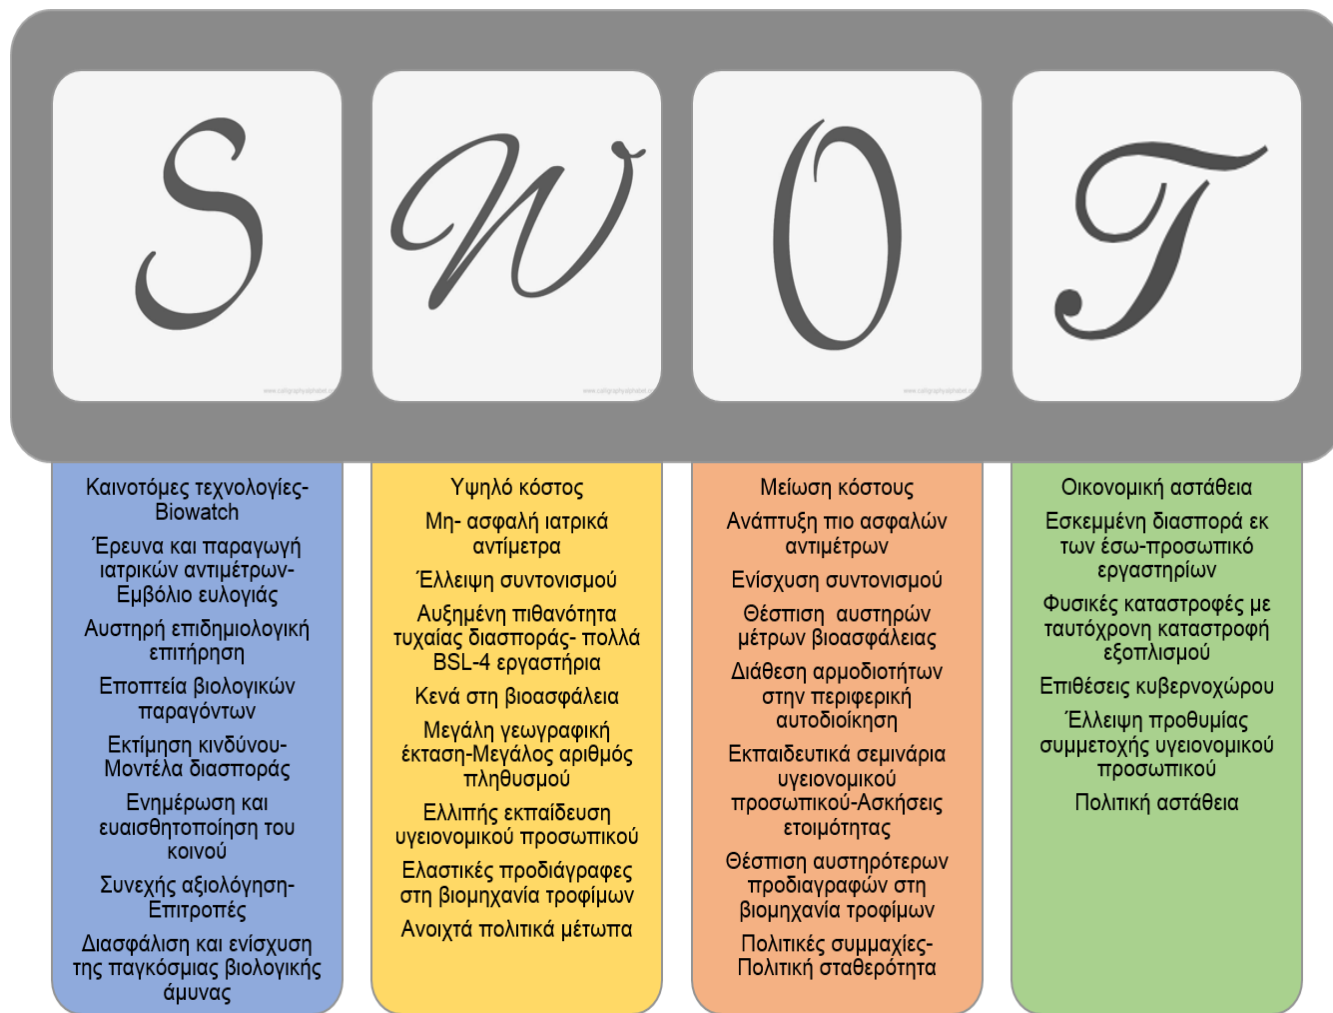 S
W
O
T
www.calligraphyalphabet.o
www.calligraphyalphabet.o
www.calligraphyalphabet.o
Καινοτόμες τεχνολογίες-
Biowatch
Έρευνα και παραγωγή
ιατρικών αντιμέτρων-
Εμβόλιο ευλογιάς
Αυστηρή επιδημιολογική
επιτήρηση
Εποπτεία βιολογικών
παραγόντων
Εκτίμηση κινδύνου-
Μοντέλα διασποράς
Ενημέρωση και
ευαισθητοποίηση του
κοινού
Συνεχής αξιολόγηση-
Επιτροπές
Διασφάλιση και ενίσχυση
της παγκόσμιας βιολογικής
άμυνας
Υψηλό κόστος
Μη- ασφαλή ιατρικά
αντίμετρα
Έλλειψη συντονισμού
Αυξημένη πιθανότητα
τυχαίας διασποράς- πολλά
BSL-4 εργαστήρια
Κενά στη βιοασφάλεια
Μεγάλη γεωγραφική
έκταση-Μεγάλος αριθμός
πληθυσμού
Ελλιπής εκπαίδευση
υγειονομικού προσωπικού
Ελαστικές προδιάγραφες
στη βιομηχανία τροφίμων
Ανοιχτά πολιτικά μέτωπα
Μείωση κόστους
Ανάπτυξη πιο ασφαλών
αντιμέτρων
Ενίσχυση συντονισμού
Θέσπιση αυστηρών
μέτρων βιοασφάλειας
Διάθεση αρμοδιοτήτων
στην περιφερική
αυτοδιοίκηση
Εκπαιδευτικά σεμινάρια
υγειονομικού
προσωπικού-Ασκήσεις
ετοιμότητας
Θέσπιση αυστηρότερων
προδιαγραφών στη
βιομηχανία τροφίμων
Πολιτικές συμμαχίες-
Πολιτική σταθερότητα
Οικονομική αστάθεια
Εσκεμμένη διασπορά εκ
των έσω-προσωπικό
εργαστηρίων
Φυσικές καταστροφές με
ταυτόχρονη καταστροφή
εξοπλισμού
Επιθέσεις κυβερνοχώρου
Έλλειψη προθυμίας
συμμετοχής υγειονομικού
προσωπικού
Πολιτική αστάθεια